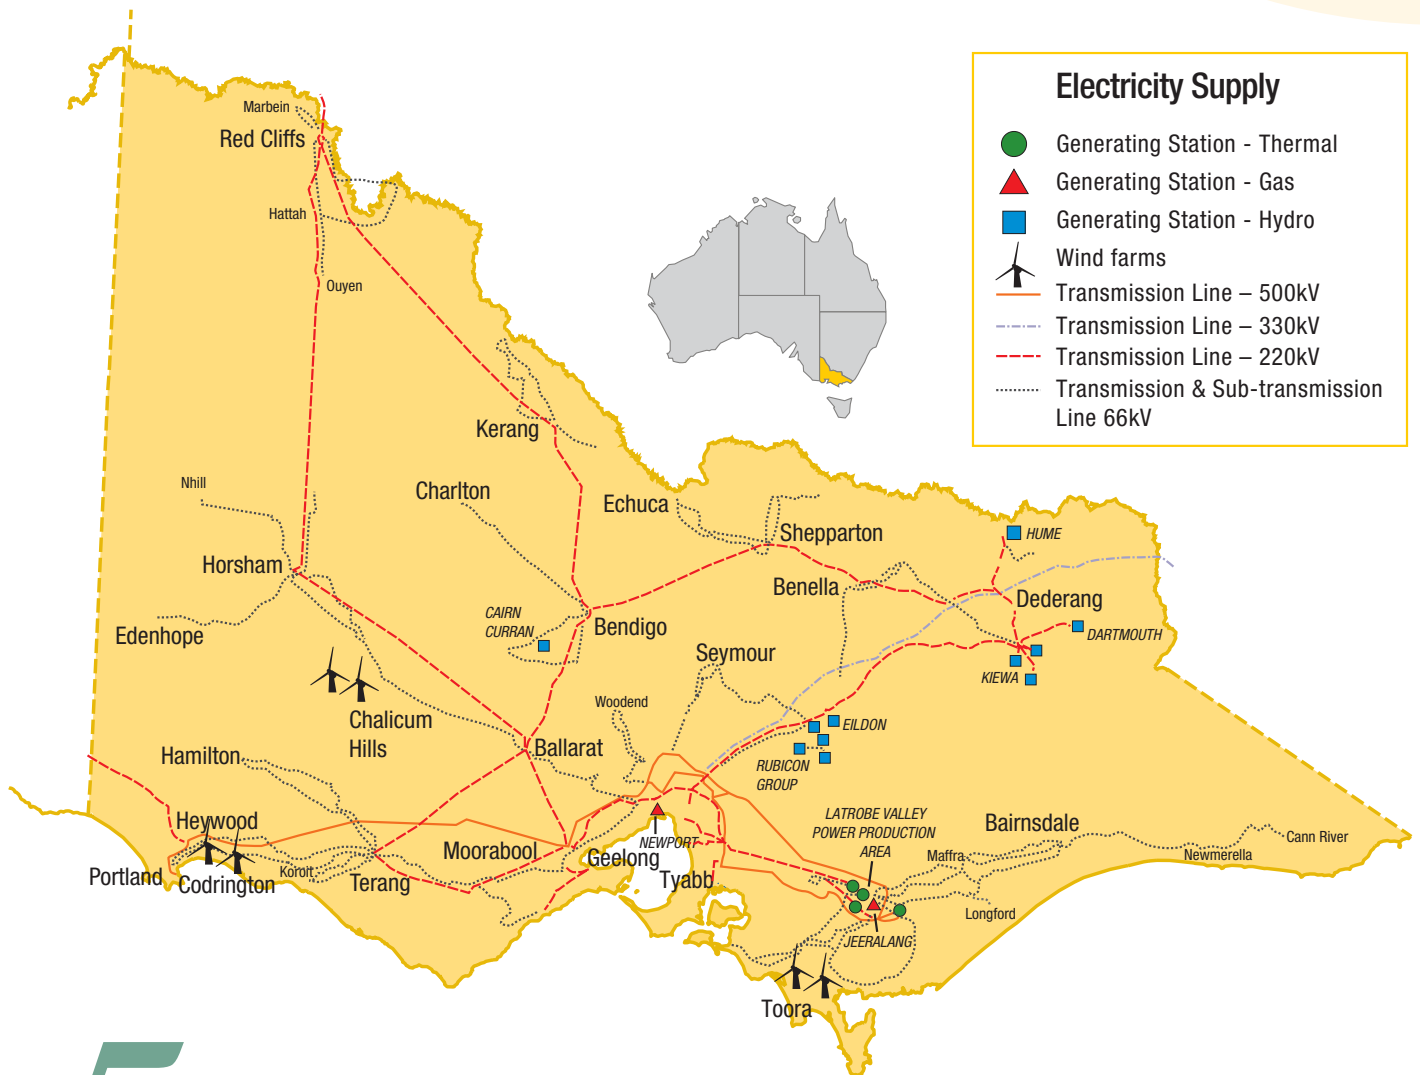 Electricity Supply
Generating Station - Thermal
Generating Station - Gas
Generating Station - Hydro
Wind farms
Transmission Line – 500kV
Transmission Line – 330kV
Transmission Line – 220kV
Transmission & Sub-transmission
Line 66kV
Marbein
Red Cliffs
Hattah
Ouyen
Kerang
Nhill
Charlton
Echuca
Shepparton
HUME
Horsham
Benella
Dederang
CAIRN
CURRAN
Bendigo
Edenhope
DARTMOUTH
Seymour
KIEWA
Woodend
Chalicum
Hills
EILDON
Hamilton
Ballarat
RUBICON
GROUP
LATROBE VALLEY
POWER PRODUCTION
AREA
Heywood
Bairnsdale
Cann River
NEWPORT
Moorabool
Geelong
Maffra
Newmerella
Portland
Codrington
Koroit
Terang
Tyabb
Longford
JEERALANG
Toora